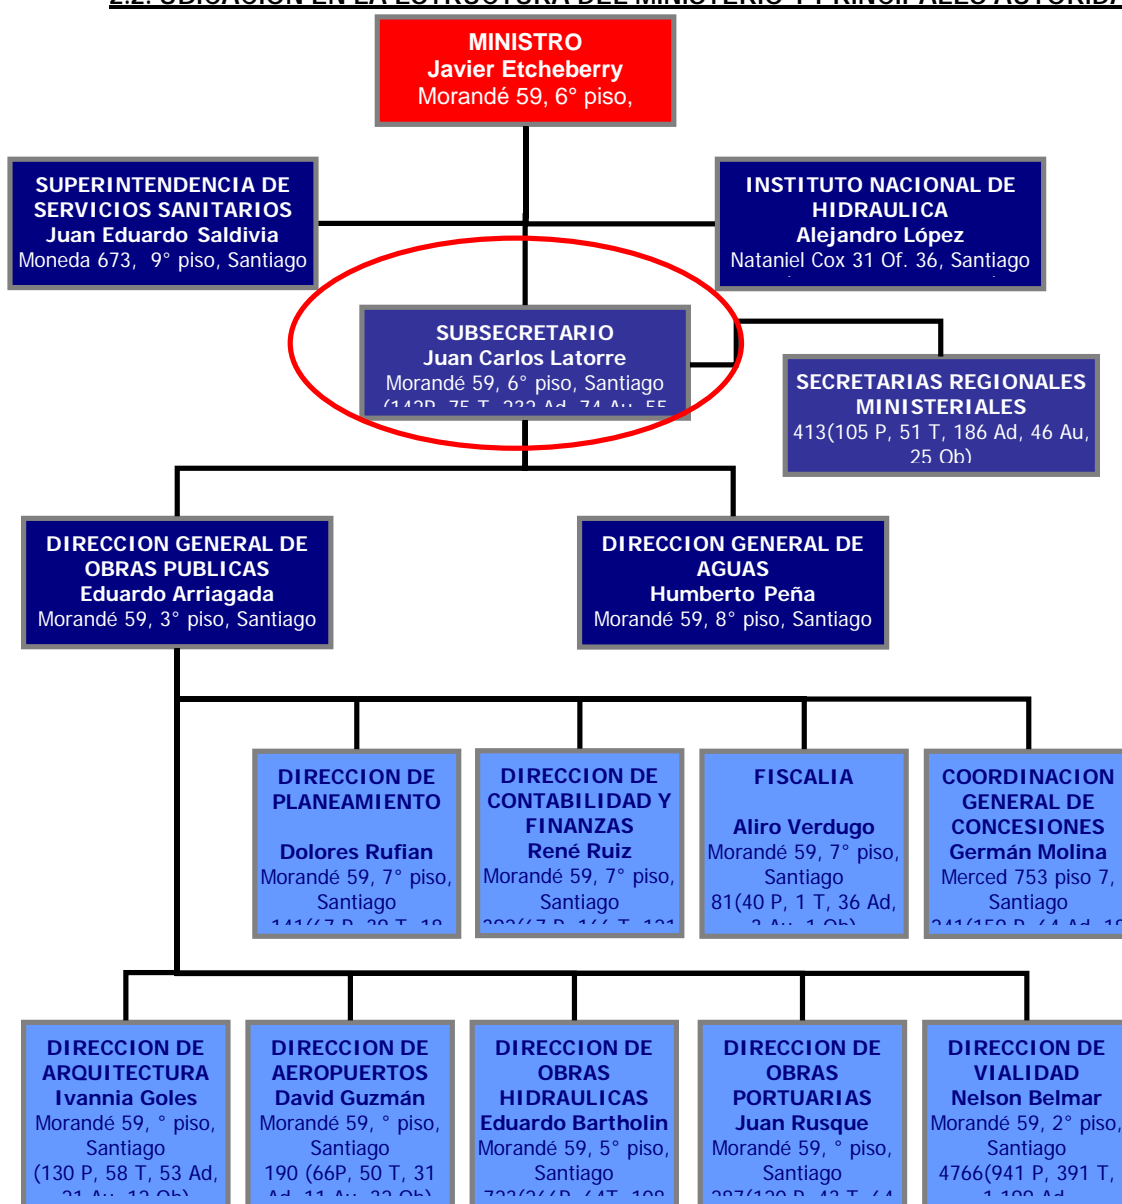 2.2. UBICACIÓN EN LA ESTRUCTURA DEL MINISTERIO Y PRINCIPALES
MINISTRO
Javier Etcheberry
Morandé 59, 6° piso,
SUPERINTENDENCIA DE
SERVICIOS SANITARIOS
Juan Eduardo Saldivia
Moneda 673, 9° piso, Santiago
INSTITUTO NACIONAL DE
HIDRAULICA
Alejandro López
Nataniel Cox 31 Of. 36, Santiago
SUBSECRETARIO
Juan Carlos Latorre
Morandé 59, 6° piso, Santiago
SECRETARIAS REGIONALES
MINISTERIALES
413(105 P, 51 T, 186 Ad, 46 Au,
25 Ob)
DIRECCION GENERAL DE
OBRAS PUBLICAS
Eduardo Arriagada
Morandé 59, 3° piso, Santiago
DIRECCION GENERAL DE
AGUAS
Humberto Peña
Morandé 59, 8° piso, Santiago
DIRECCION DE
PLANEAMIENTO
Dolores Rufian
Morandé 59, 7° piso,
Santiago
DIRECCION DE
CONTABILIDAD Y
FINANZAS
René Ruiz
Morandé 59, 7° piso,
Santiago
FISCALIA
Aliro Verdugo
Morandé 59, 7° piso,
Santiago
81(40 P, 1 T, 36 Ad,
COORDINACION
GENERAL DE
CONCESIONES
Germán Molina
Merced 753 piso 7,
Santiago
DIRECCION DE
ARQUITECTURA
Ivannia Goles
Morandé 59, ° piso,
Santiago
(130 P, 58 T, 53 Ad,
DIRECCION DE
AEROPUERTOS
David Guzmán
Morandé 59, ° piso,
Santiago
190 (66P, 50 T, 31
DIRECCION DE
OBRAS
HIDRAULICAS
Eduardo Bartholin
Morandé 59, 5° piso,
Santiago
DIRECCION DE
OBRAS
PORTUARIAS
Juan Rusque
Morandé 59, ° piso,
Santiago
DIRECCION DE
VIALIDAD
Nelson Belmar
Morandé 59, 2° piso,
Santiago
4766(941 P, 391 T,